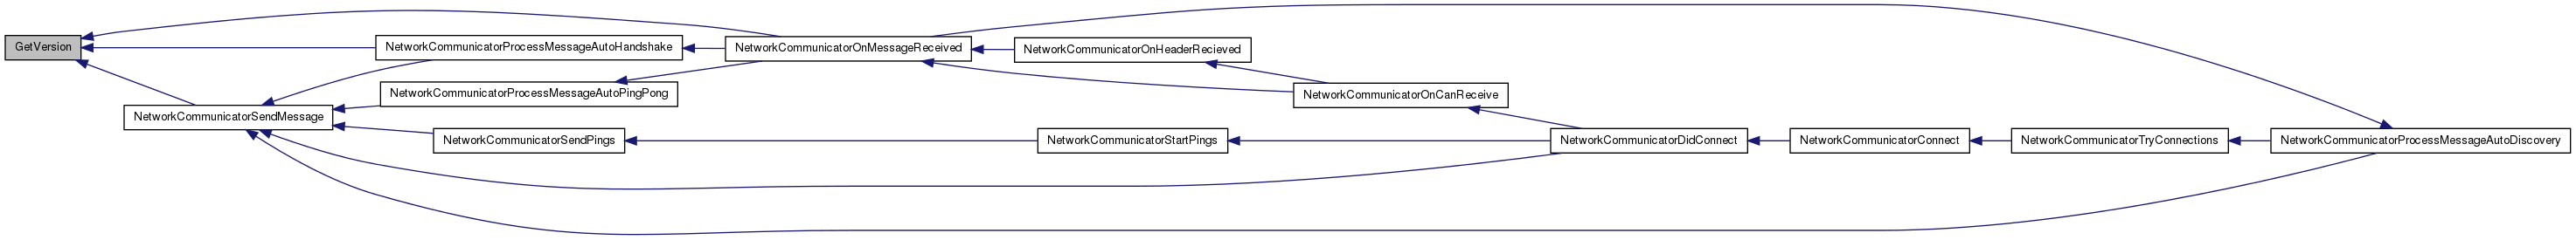 GetVersion
NetworkCommunicatorProcessMessageAutoHandshake
NetworkCommunicatorOnMessageReceived
NetworkCommunicatorOnHeaderRecieved
NetworkCommunicatorProcessMessageAutoPingPong
NetworkCommunicatorOnCanReceive
NetworkCommunicatorSendMessage
NetworkCommunicatorSendPings
NetworkCommunicatorStartPings
NetworkCommunicatorDidConnect
NetworkCommunicatorConnect
NetworkCommunicatorTryConnections
NetworkCommunicatorProcessMessageAutoDiscovery